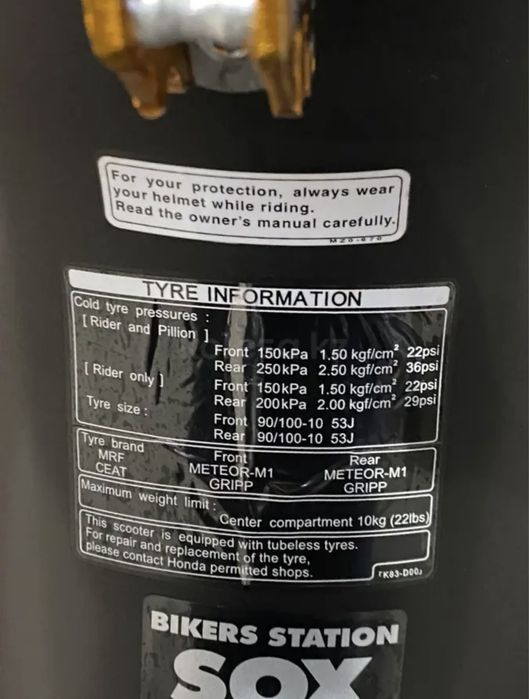 For your protection, always wear
your helmet while riding.
Read the owner's manual carefully.
MZ0-670
TYRE INFORMATION
Cold tyre pressures :
[ Rider and Pillion ]
Front 150kPa 1.50 kgf/cm² 22psi
Rear 250kPa 2.50 kgf/cm² 36psi
[ Rider only ]
Front 150kPa 1.50 kgf/cm² 22psi
Rear 200kPa 2.00 kgf/cm² 29psi
Tyre size :
Front 90/100-10 53J
Rear 90/100-10 53J
Tyre brand Front Rear
MRF METEOR-M1 METEOR-M1
CEAT GRIPP GRIPP
Maximum weight limit :
Center compartment 10kg (22lbs)
This scooter is equipped with tubeless tyres.
For repair and replacement of the tyre,
please contact Honda permitted shops.
「K83-D00」
BIKERS STATION
SOX